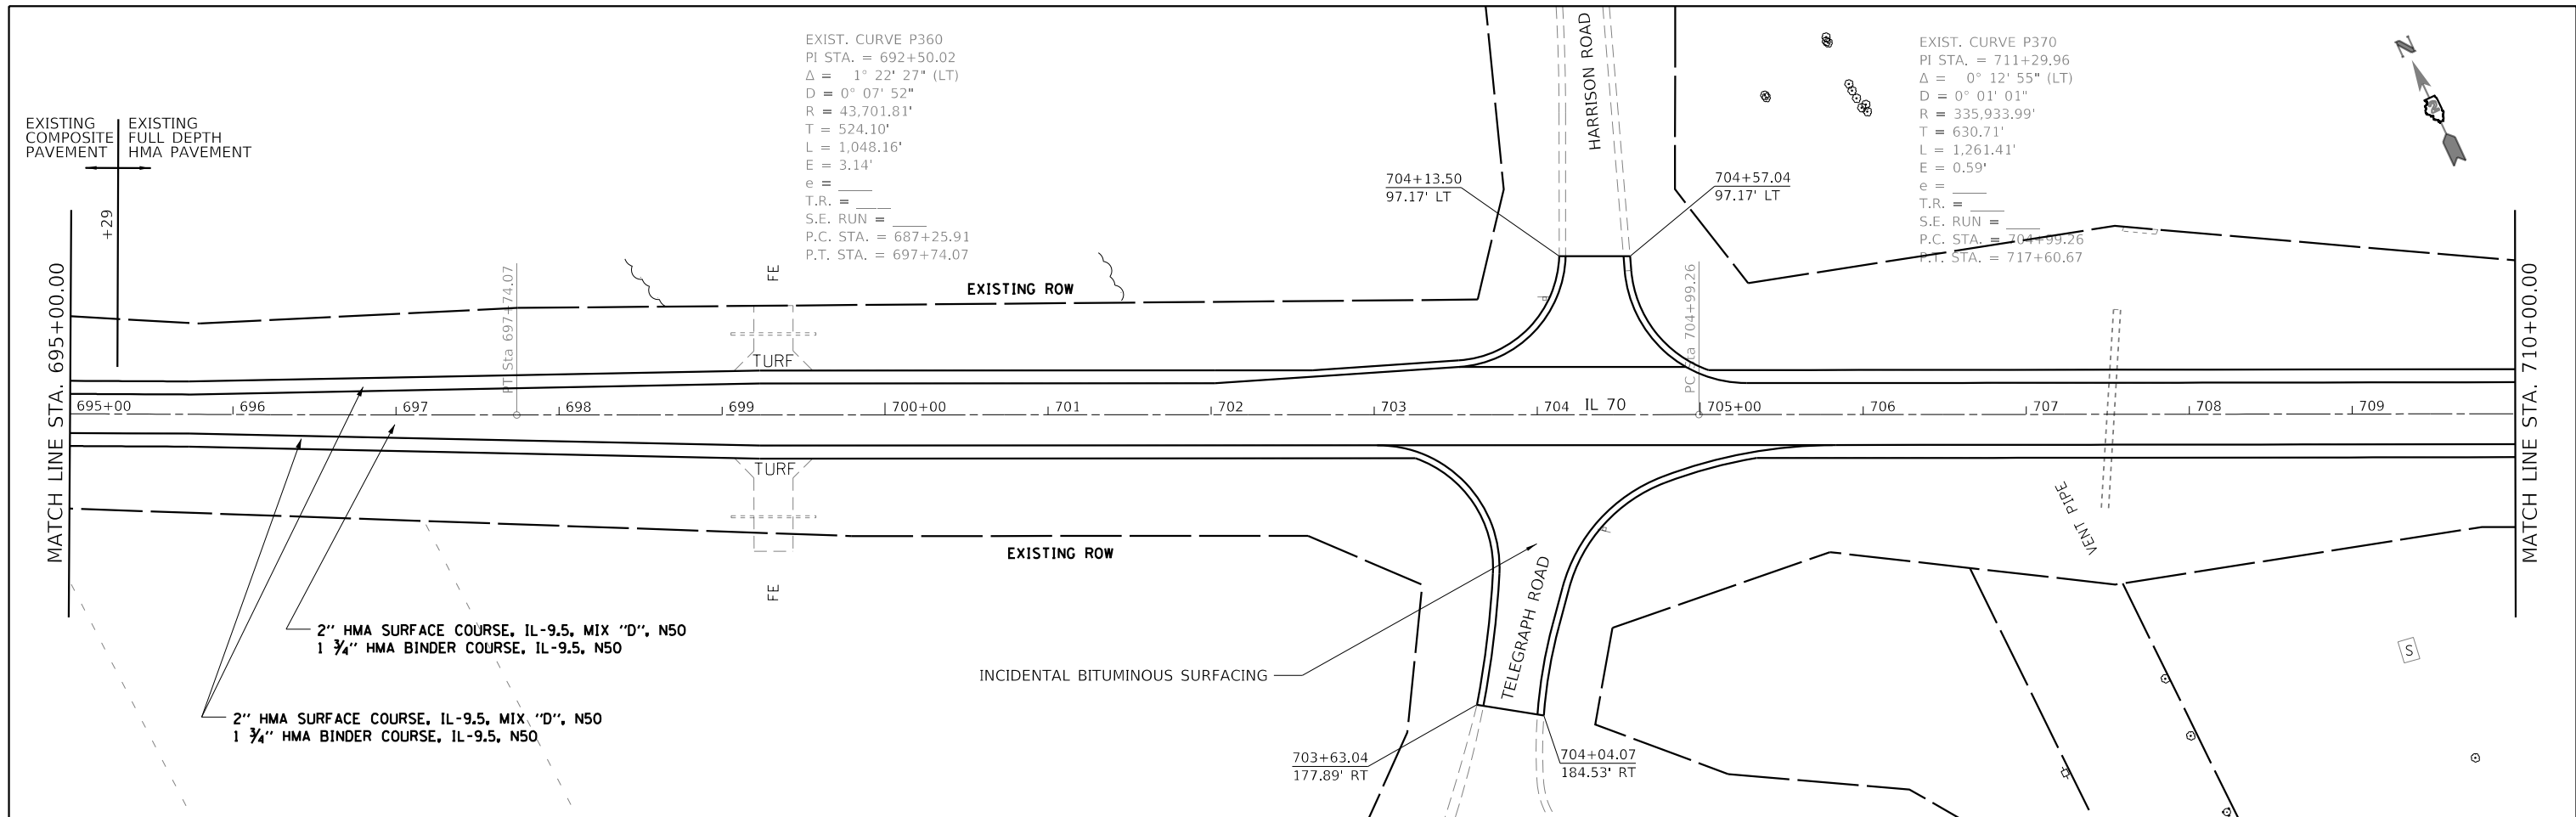 EXIST. CURVE P360
PI STA. = 692+50.02
Δ = 1° 22' 27" (LT)
D = 0° 07' 52"
R = 43,701.81'
T = 524.10'
L = 1,048.16'
E = 3.14'
e = ____
T.R. = ____
S.E. RUN = ____
P.C. STA. = 687+25.91
P.T. STA. = 697+74.07
EXIST. CURVE P370
PI STA. = 711+29.96
Δ = 0° 12' 55" (LT)
D = 0° 01' 01"
R = 335,933.99'
T = 630.71'
L = 1,261.41'
E = 0.59'
e = ____
T.R. = ____
S.E. RUN = ____
P.C. STA. = 704+99.26
P.T. STA. = 717+60.67
N
EXISTING
COMPOSITE
PAVEMENT
EXISTING
FULL DEPTH
HMA PAVEMENT
+29
HARRISON ROAD
704+13.50
97.17' LT
704+57.04
97.17' LT
MATCH LINE STA. 695+00.00
PT Sta 697+74.07
FE
EXISTING ROW
TURF
PC Sta 704+99.26
MATCH LINE STA. 710+00.00
695+00
696
697
698
699
700+00
701
702
703
704
IL 70
705+00
706
707
708
709
TURF
EXISTING ROW
FE
VENT PIPE
TELEGRAPH ROAD
2" HMA SURFACE COURSE, IL-9.5, MIX "D", N50
1 3/4" HMA BINDER COURSE, IL-9.5, N50
INCIDENTAL BITUMINOUS SURFACING
S
2" HMA SURFACE COURSE, IL-9.5, MIX "D", N50
1 3/4" HMA BINDER COURSE, IL-9.5, N50
703+63.04
177.89' RT
704+04.07
184.53' RT